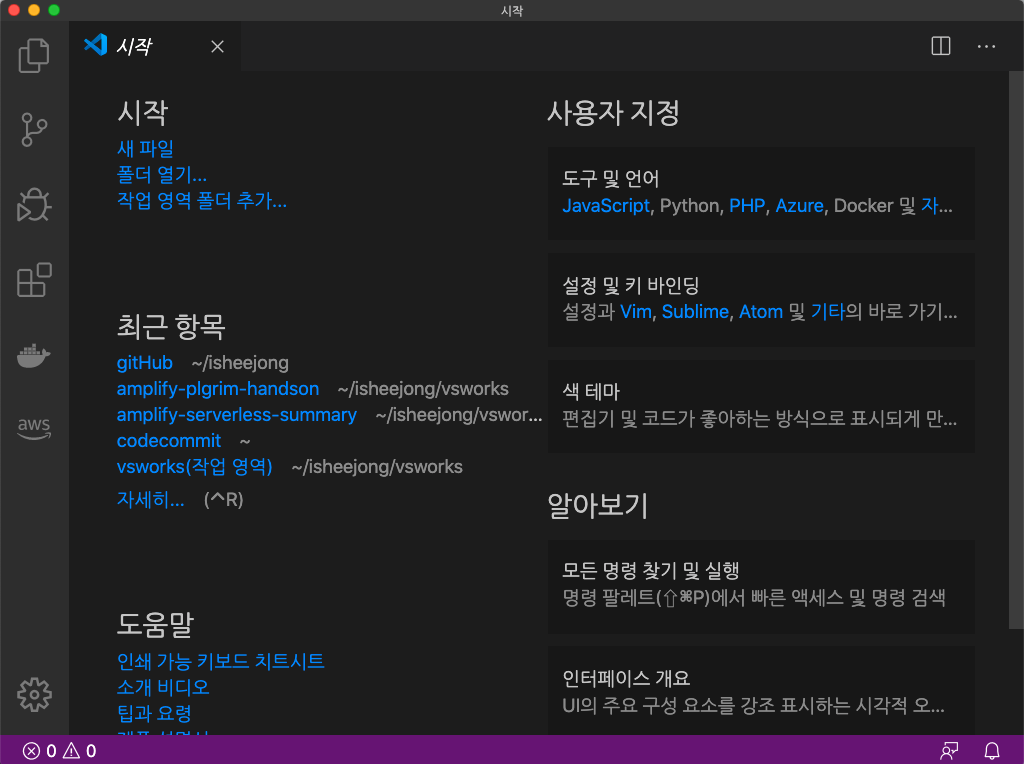 시작
시작
시작
새 파일
폴더 열기...
작업 영역 폴더 추가...
최근 항목
gitHub ~/isheejong
amplify-plgrim-handson ~/isheejong/vsworks
amplify-serverless-summary ~/isheejong/vswor...
codecommit ~
vsworks(작업 영역) ~/isheejong/vsworks
자세히... (^R)
도움말
인쇄 가능 키보드 치트시트
소개 비디오
팁과 요령
사용자 지정
도구 및 언어
JavaScript, Python, PHP, Azure, Docker 및 자...
설정 및 키 바인딩
설정과 Vim, Sublime, Atom 및 기타의 바로 가기...
색 테마
편집기 및 코드가 좋아하는 방식으로 표시되게 만...
알아보기
모든 명령 찾기 및 실행
명령 팔레트(⇧⌘P)에서 빠른 액세스 및 명령 검색
인터페이스 개요
UI의 주요 구성 요소를 강조 표시하는 시각적 오...
aws
0 0